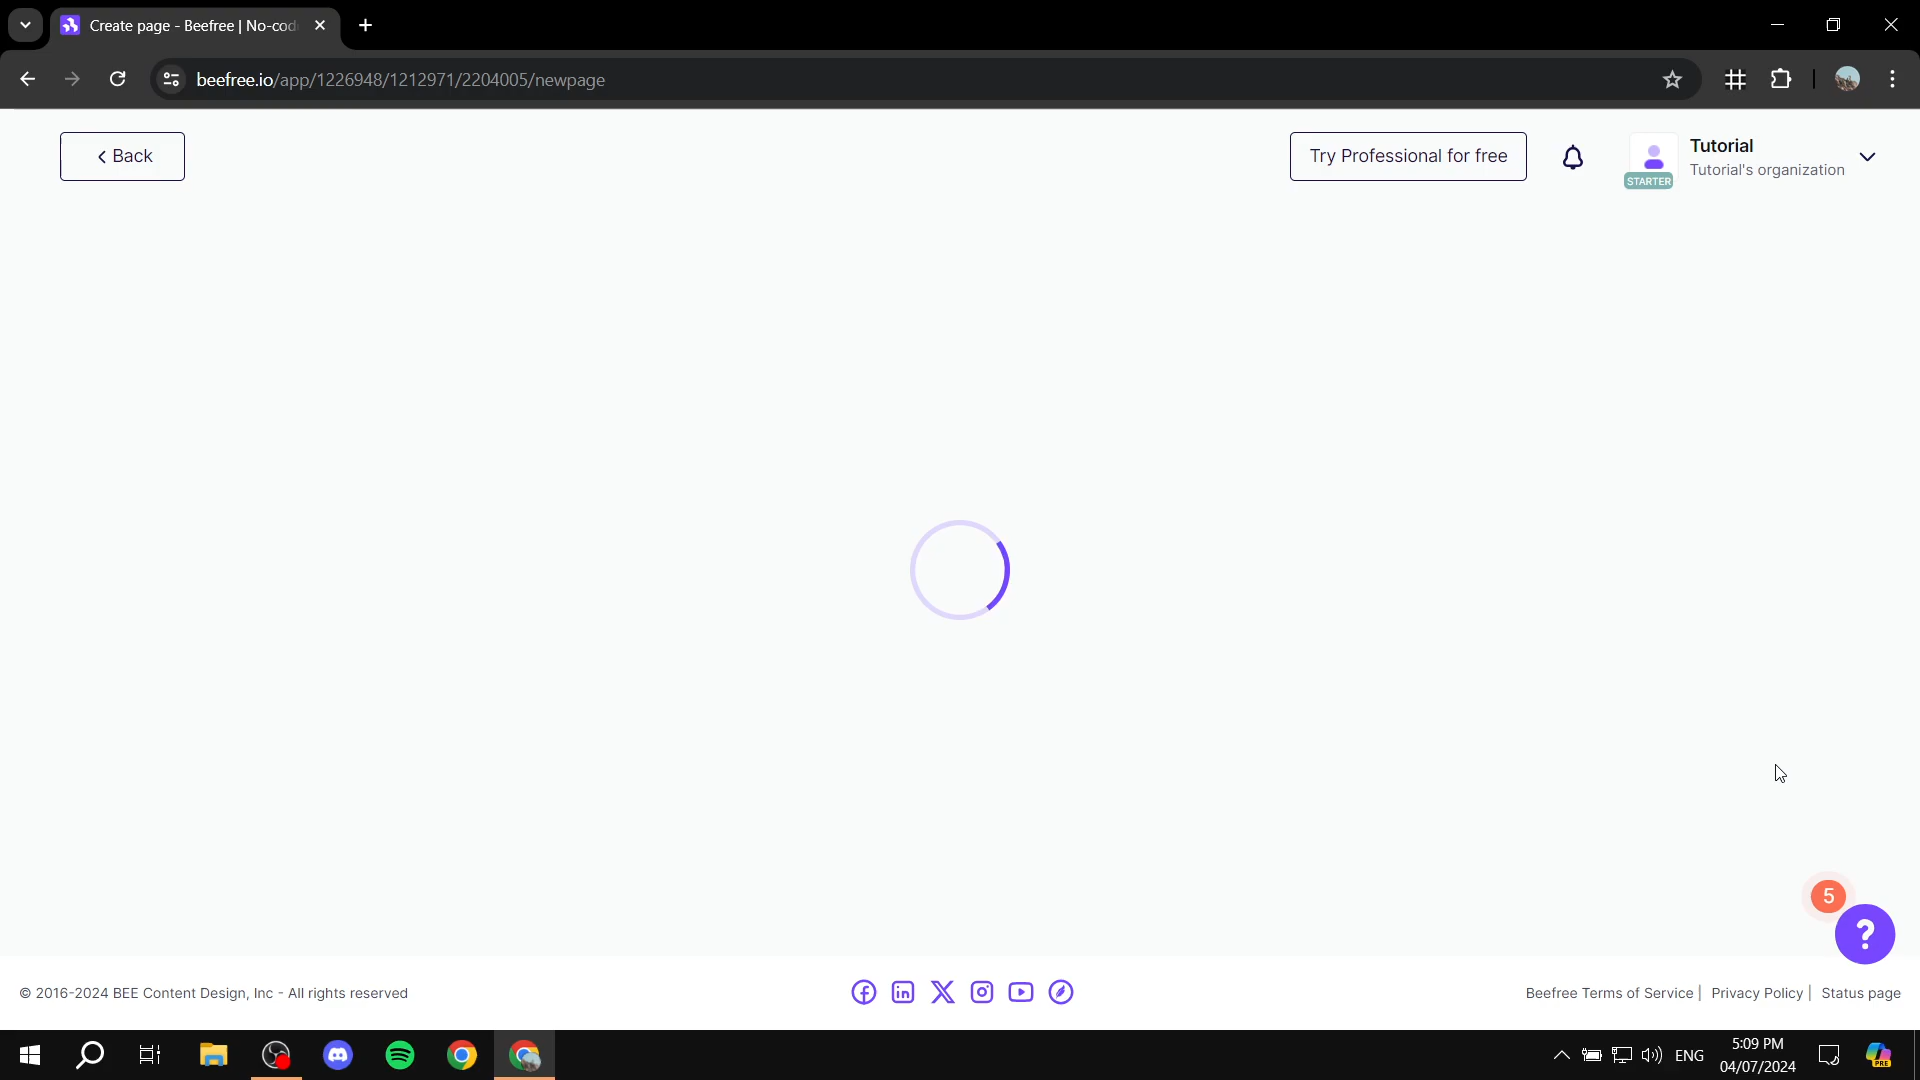 Create page - Beefree | No-cod
beefree.io/app/1226948/1212971/2204005/newpage
Back
Try Professional for free
STARTER
Tutorial
Tutorial's organization
5
?
© 2016-2024 BEE Content Design, Inc - All rights reserved
Beefree Terms of Service | Privacy Policy | Status page
ENG
5:09 PM
04/07/2024
PRE